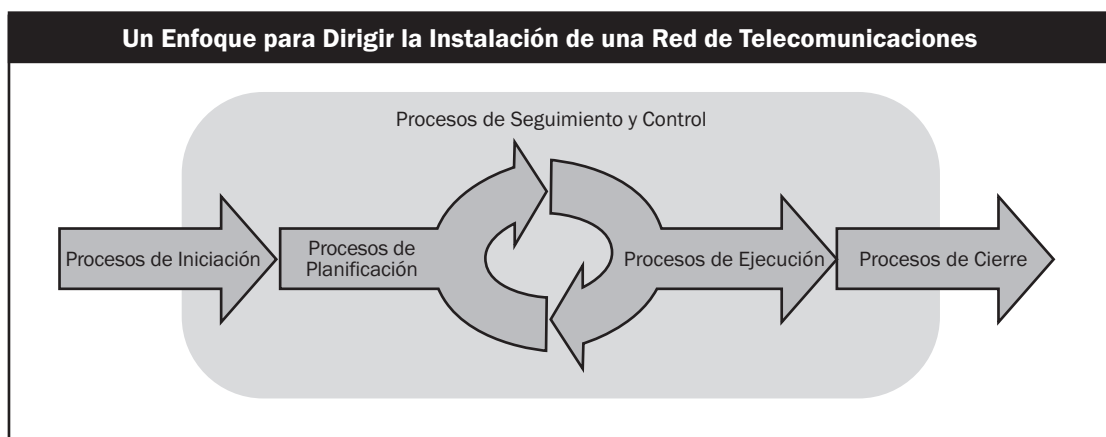 Un Enfoque para Dirigir la Instalación de una Red de Telecomunicaciones
Procesos de Seguimiento y Control
Procesos de Iniciación
Procesos de
Planificación
Procesos de Ejecución
Procesos de Cierre